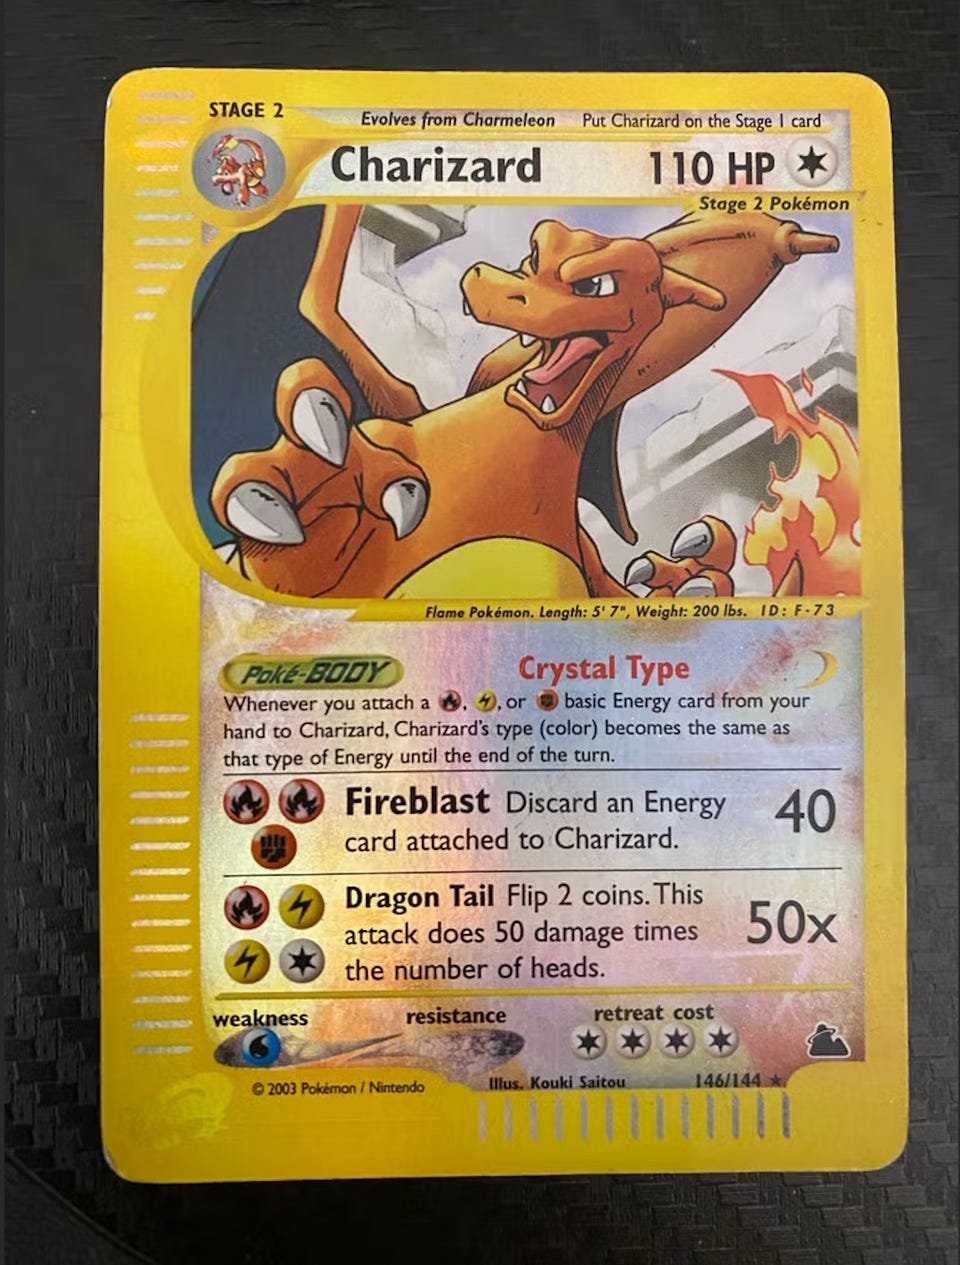 STAGE 2
Evolves from Charmeleon Put Charizard on the Stage 1 card
Charizard 110 HP
Stage 2 Pokémon
Flame Pokémon. Length: 5' 7", Weight: 200 lbs. ID: F-73
Poké-BODY Crystal Type
Whenever you attach a , , or basic Energy card from your
hand to Charizard, Charizard's type (color) becomes the same as
that type of Energy until the end of the turn.
Fireblast Discard an Energy 40
card attached to Charizard.
Dragon Tail Flip 2 coins. This
attack does 50 damage times 50x
the number of heads.
weakness resistance retreat cost
© 2003 Pokémon / Nintendo Illus. Kouki Saitou 146/144 ★